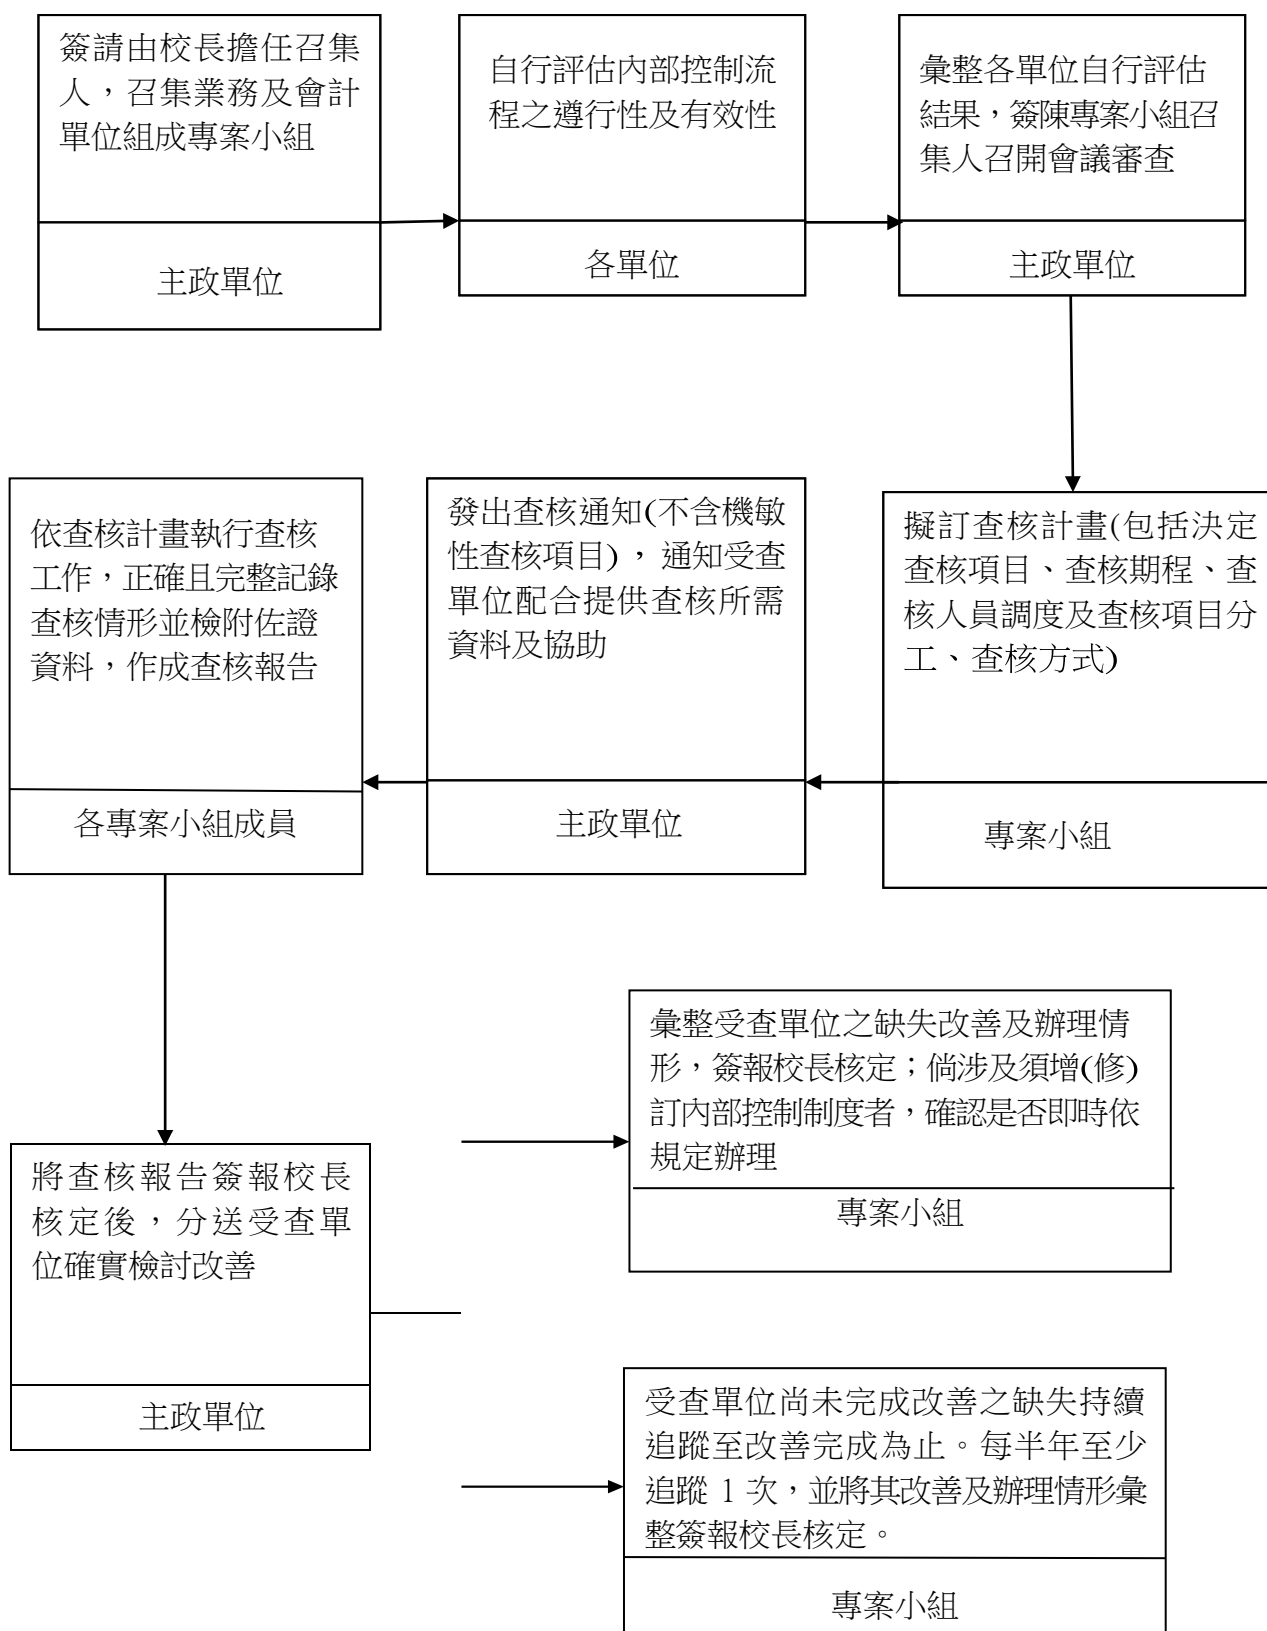 簽請由校長擔任召集
人，召集業務及會計
單位組成專案小組
主政單位
自行評估內部控制流
程之遵行性及有效性
各單位
彙整各單位自行評估
結果，簽陳專案小組召
集人召開會議審查
主政單位
擬訂查核計畫(包括決定
查核項目、查核期程、查
核人員調度及查核項目分
工、查核方式)
專案小組
發出查核通知(不含機敏
性查核項目)，通知受查
單位配合提供查核所需
資料及協助
主政單位
依查核計畫執行查核
工作，正確且完整記錄
查核情形並檢附佐證
資料，作成查核報告
各專案小組成員
將查核報告簽報校長
核定後，分送受查單
位確實檢討改善
主政單位
彙整受查單位之缺失改善及辦理情
形，簽報校長核定；倘涉及須增(修)
訂內部控制制度者，確認是否即時依
規定辦理
專案小組
受查單位尚未完成改善之缺失持續
追蹤至改善完成為止。每半年至少
追蹤 1 次，並將其改善及辦理情形彙
整簽報校長核定。
專案小組